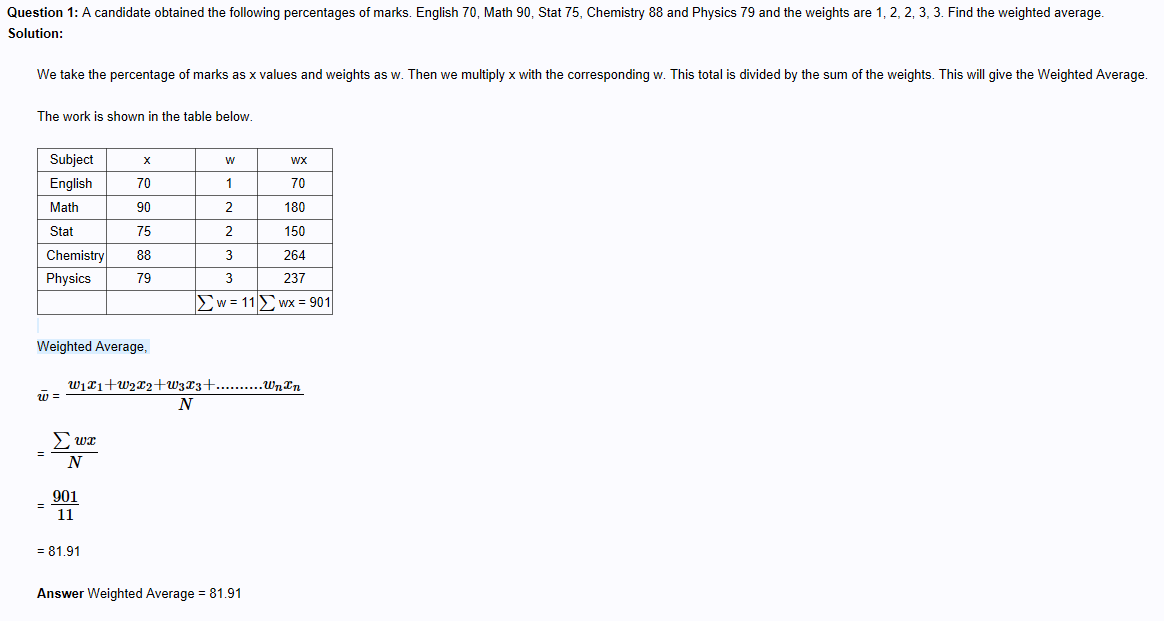 Question 1: A candidate obtained the following percentages of marks. English 70, Math 90, Stat 75, Chemistry 88 and Physics 79 and the weights are 1, 2, 2, 3, 3. Find the weighted average.
Solution:
We take the percentage of marks as x values and weights as w. Then we multiply x with the corresponding w. This total is divided by the sum of the weights. This will give the Weighted Average.
The work is shown in the table below.
Subject x w wx
English 70 1 70
Math 90 2 180
Stat 75 2 150
Chemistry 88 3 264
Physics 79 3 237
∑ w = 11 ∑ wx = 901
Weighted Average,
w̄ = w₁x₁+w₂x₂+w₃x₃+..........wₙxₙ / N
= ∑ wx / N
= 901 / 11
= 81.91
Answer Weighted Average = 81.91